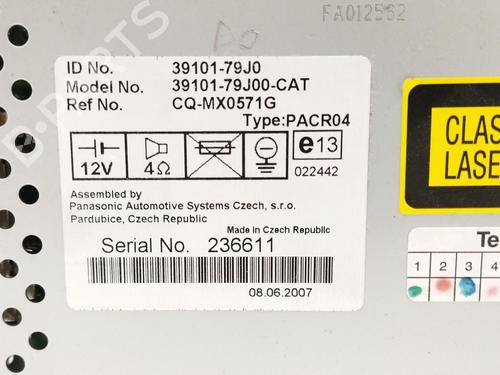 FA012562
ID No. 39101-79J0
Model No. 39101-79J00-CAT
Ref No. CQ-MX0571G
Type:PACR04
12V 4Ω e13
022442
Assembled by
Panasonic Automotive Systems Czech, s.r.o.
Pardubice, Czech Republic
Made in Czech Republic
Serial No. 236611
08.06.2007
CLAS
LASE
Te
1 2 3 4
B-PARTS